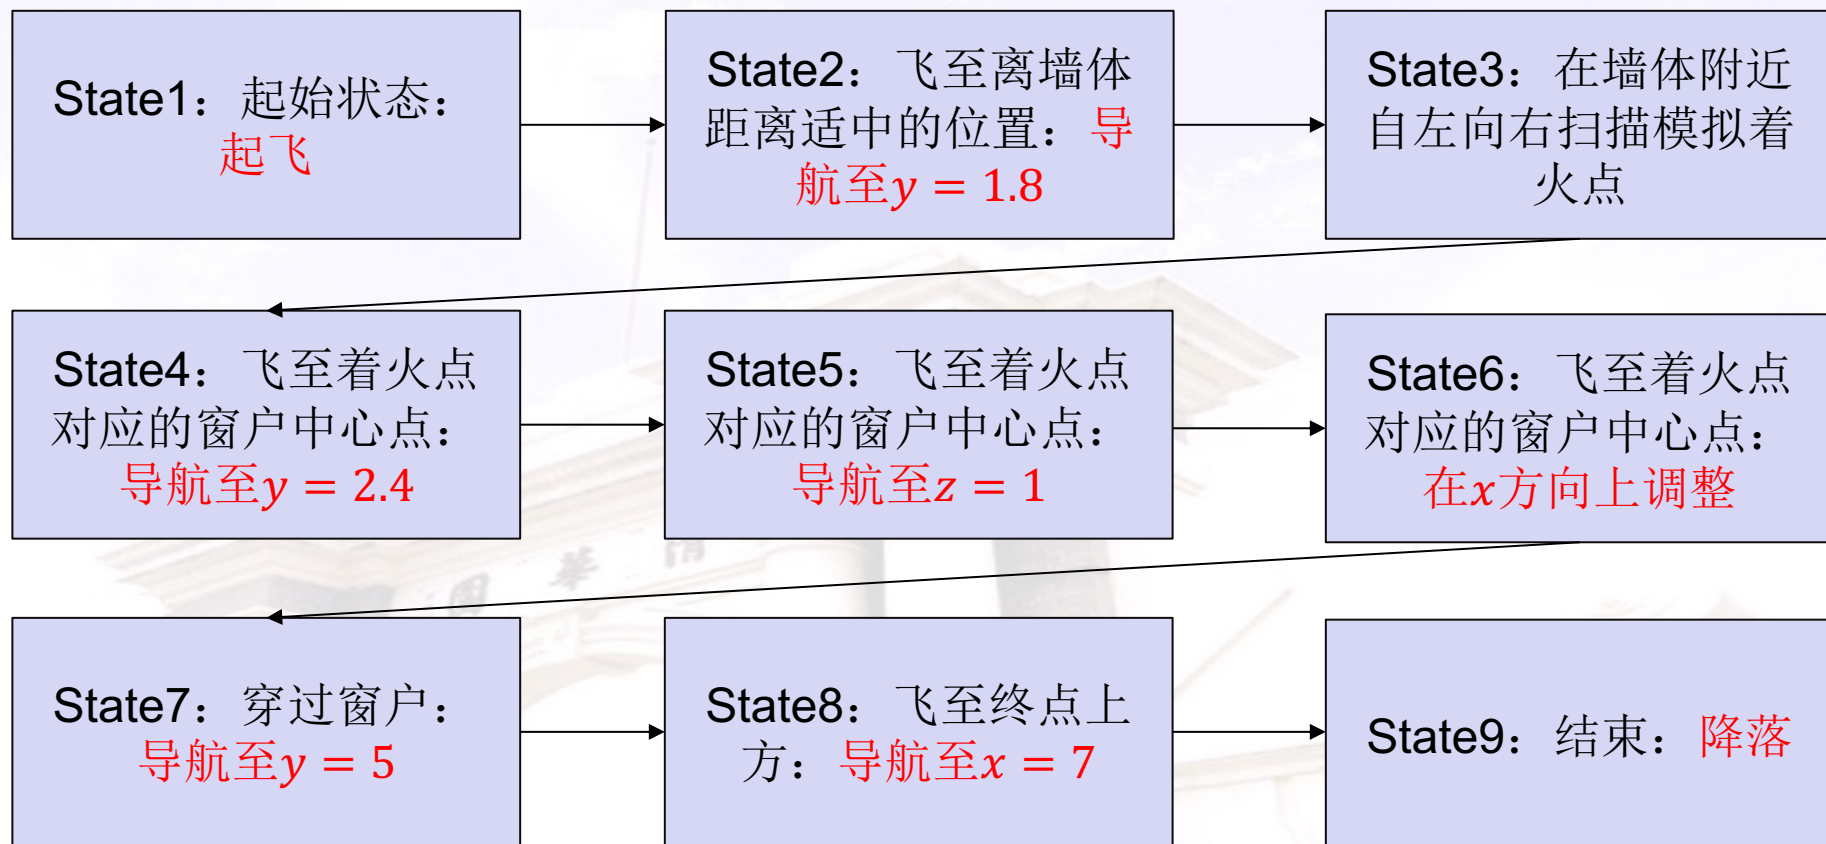 State1：起始状态：
起飞
State2：飞至离墙体
距离适中的位置：导
航至y = 1.8
State3：在墙体附近
自左向右扫描模拟着
火点
State4：飞至着火点
对应的窗户中心点：
导航至y = 2.4
State5：飞至着火点
对应的窗户中心点：
导航至z = 1
State6：飞至着火点
对应的窗户中心点：
在x方向上调整
State7：穿过窗户：
导航至y = 5
State8：飞至终点上
方：导航至x = 7
State9：结束：降落
園華清